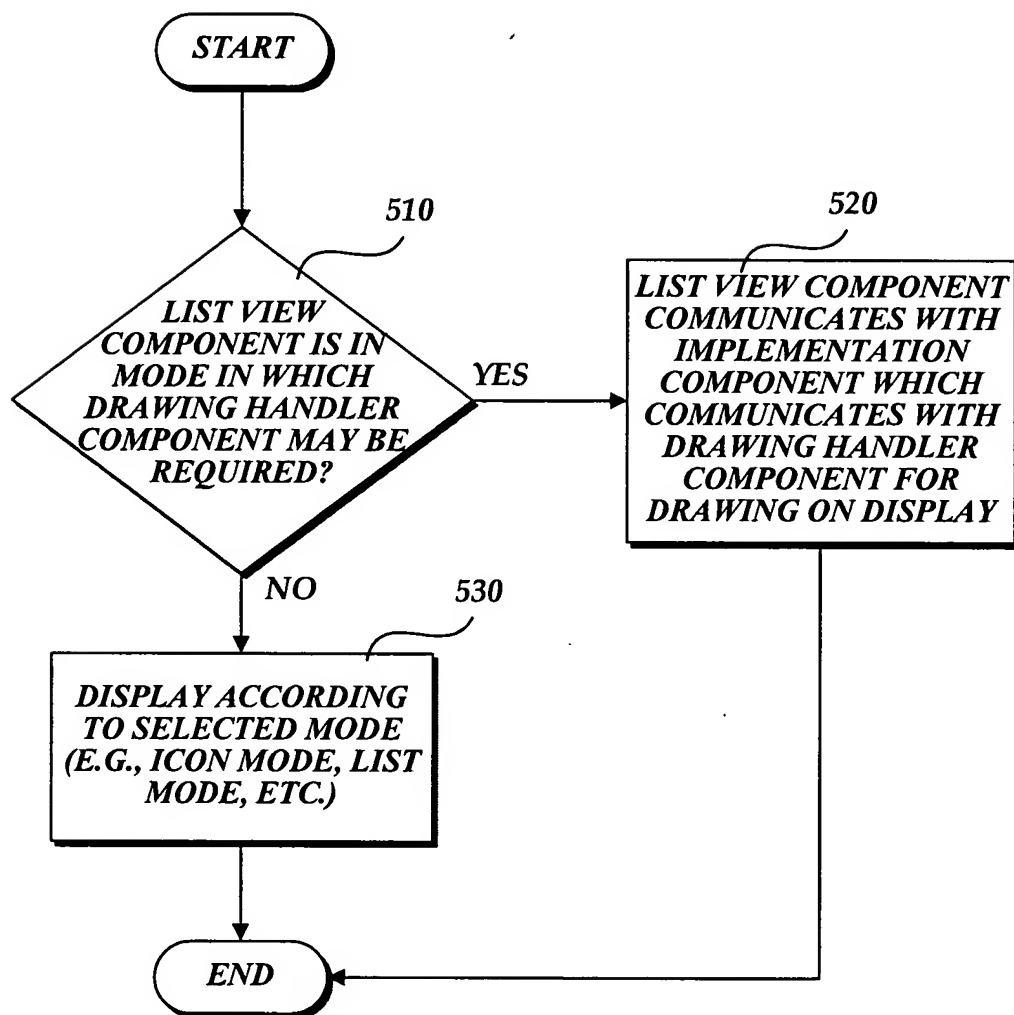 START
510
LIST VIEW
COMPONENT IS IN
MODE IN WHICH
DRAWING HANDLER
COMPONENT MAY BE
REQUIRED?
YES
520
LIST VIEW COMPONENT
COMMUNICATES WITH
IMPLEMENTATION
COMPONENT WHICH
COMMUNICATES WITH
DRAWING HANDLER
COMPONENT FOR
DRAWING ON DISPLAY
NO
530
DISPLAY ACCORDING
TO SELECTED MODE
(E.G., ICON MODE, LIST
MODE, ETC.)
END